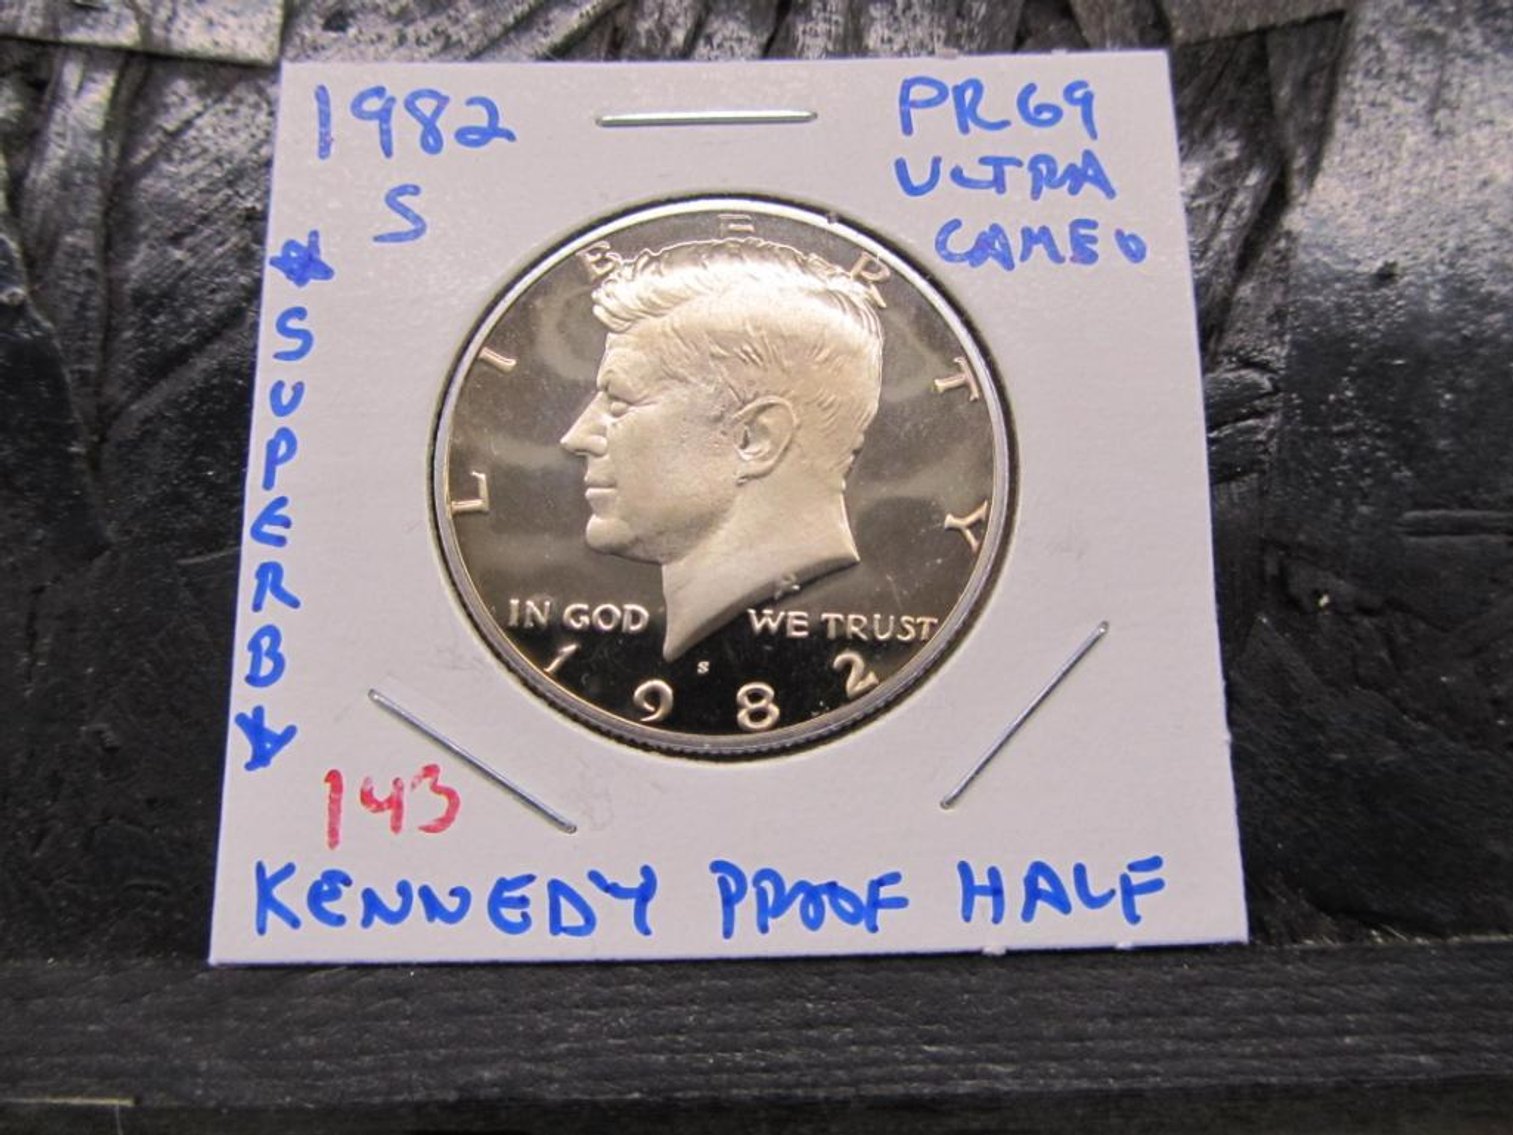 1982
S
PR69
ULTRA
CAMEO
★SUPERB★
LIBERTY
IN GOD WE TRUST
S
1982
143
KENNEDY PROOF HALF